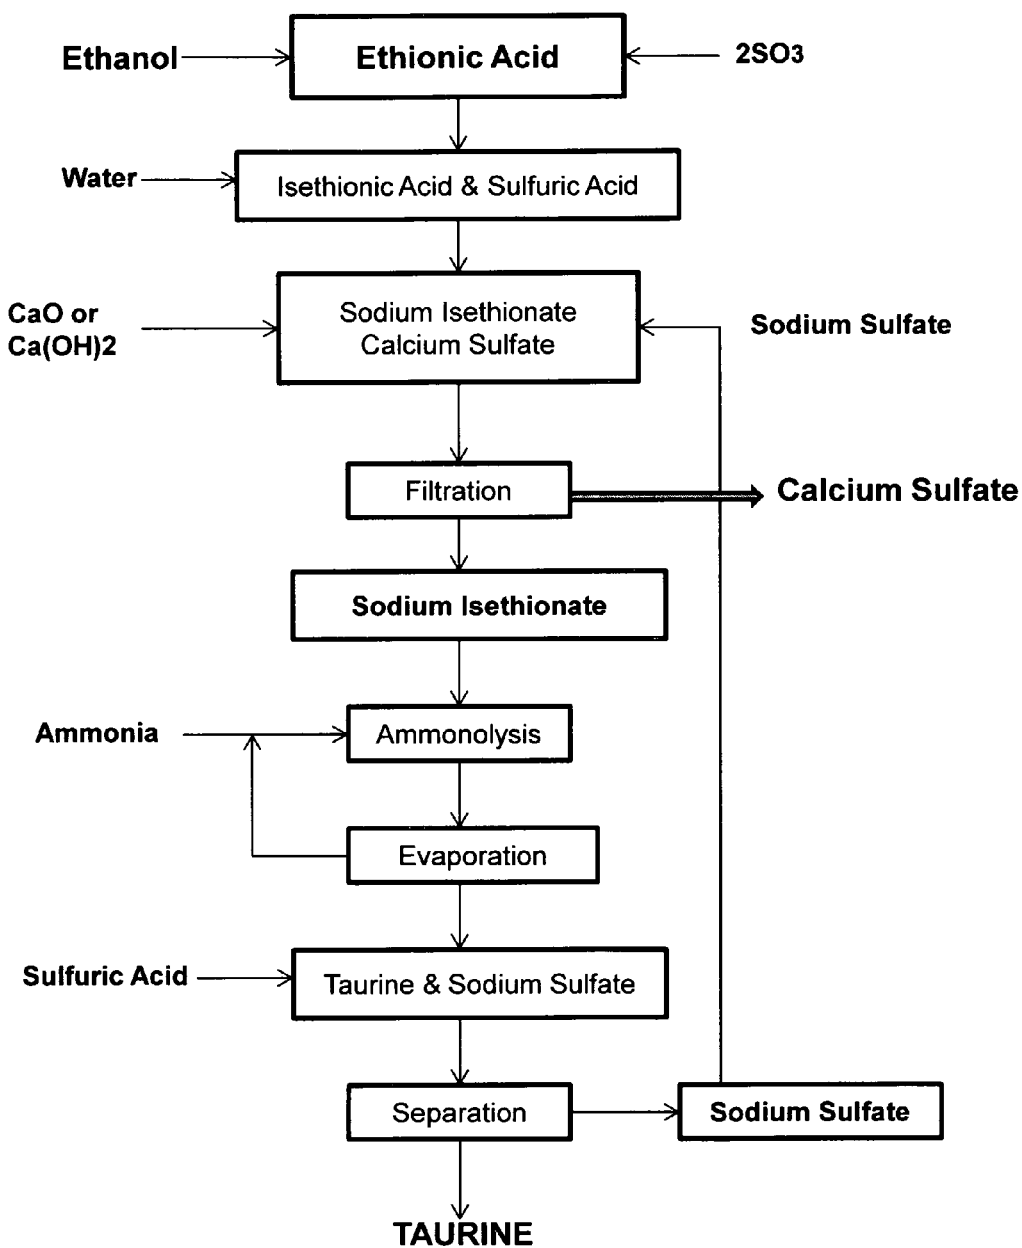 Ethanol
Ethionic Acid
2SO3
Water
Isethionic Acid & Sulfuric Acid
CaO or
Ca(OH)2
Sodium Isethionate
Calcium Sulfate
Sodium Sulfate
Filtration
Calcium Sulfate
Sodium Isethionate
Ammonia
Ammonolysis
Evaporation
Sulfuric Acid
Taurine & Sodium Sulfate
Separation
Sodium Sulfate
TAURINE